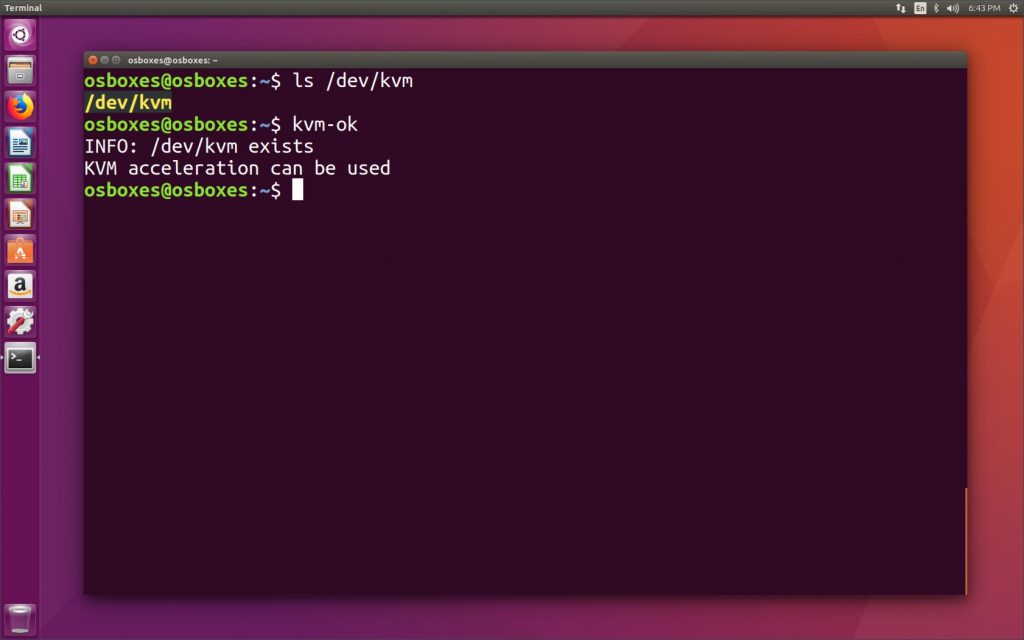 Terminal
En
6:43 PM
osboxes@osboxes: ~
osboxes@osboxes:~$ ls /dev/kvm
/dev/kvm
osboxes@osboxes:~$ kvm-ok
INFO: /dev/kvm exists
KVM acceleration can be used
osboxes@osboxes:~$
a
>_